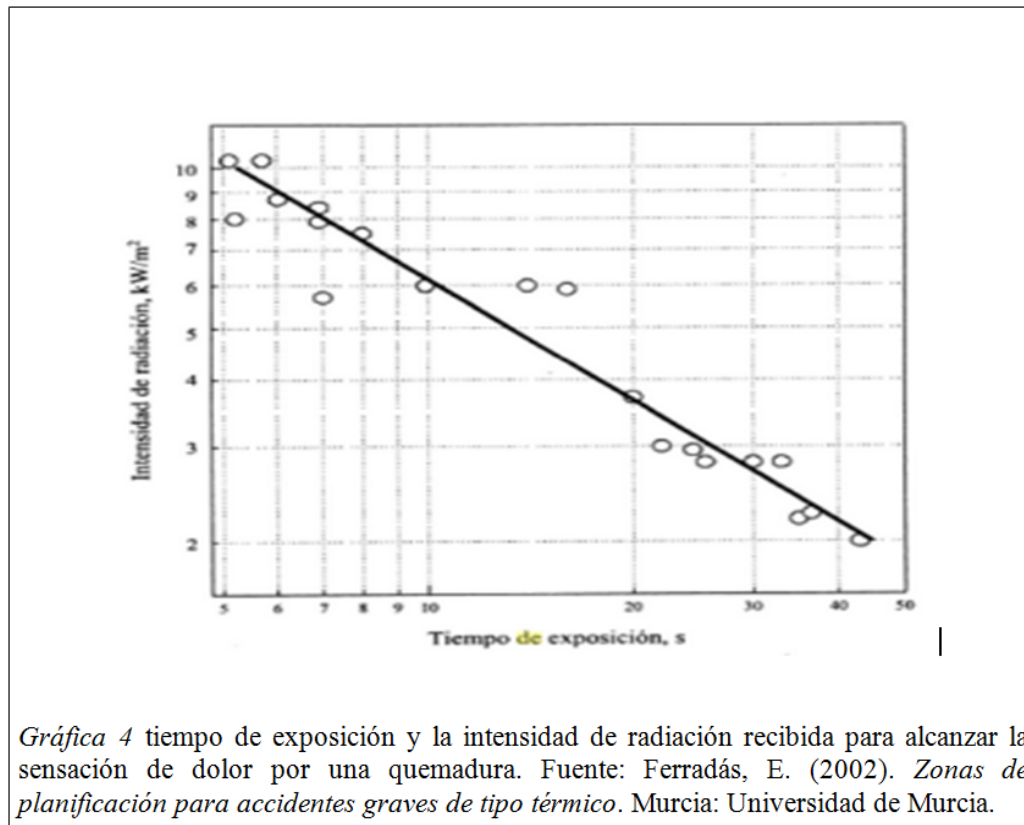 10
9
8
7
6
5
4
3
2
Intensidad de radiación, kW/m²
5 6 7 8 9 10 20 30 40 50
Tiempo de exposición, s
Gráfica 4 tiempo de exposición y la intensidad de radiación recibida para alcanzar la
sensación de dolor por una quemadura. Fuente: Ferradás, E. (2002). Zonas de
planificación para accidentes graves de tipo térmico. Murcia: Universidad de Murcia.